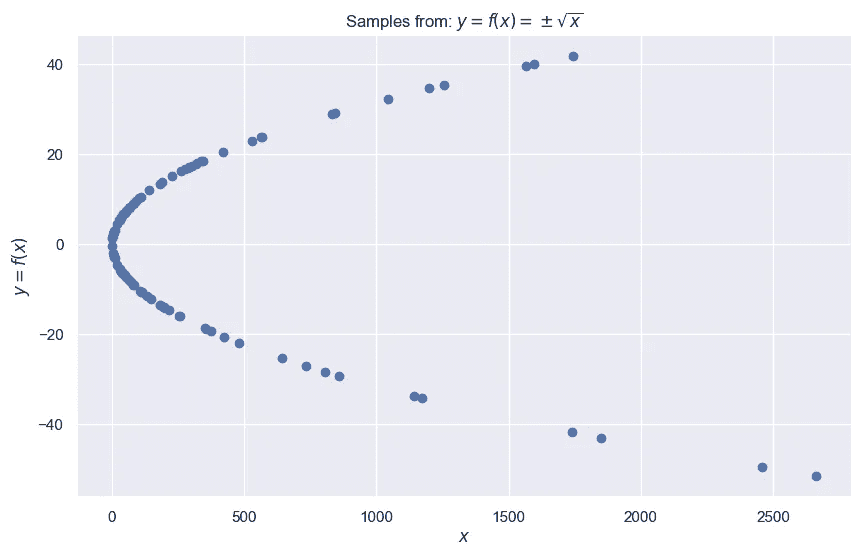 Samples from: y = f(x) = ±√x
40
20
0
−20
−40
y = f(x)
0 500 1000 1500 2000 2500
x